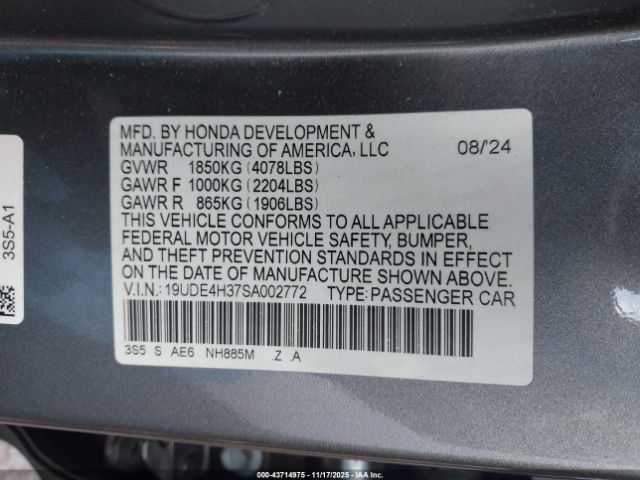 MFD. BY HONDA DEVELOPMENT &
MANUFACTURING OF AMERICA, LLC 08/'24
GVWR 1850KG (4078LBS)
GAWR F 1000KG (2204LBS)
GAWR R 865KG (1906LBS)
THIS VEHICLE CONFORMS TO ALL APPLICABLE
FEDERAL MOTOR VEHICLE SAFETY, BUMPER,
AND THEFT PREVENTION STANDARDS IN EFFECT
ON THE DATE OF MANUFACTURE SHOWN ABOVE.
V.I.N.: 19UDE4H37SA002772 TYPE:PASSENGER CAR
3S5 S AE6 NH885M .Z .A
3S5-A1
000-43714975 — 11/17/2025 — IAA Inc.